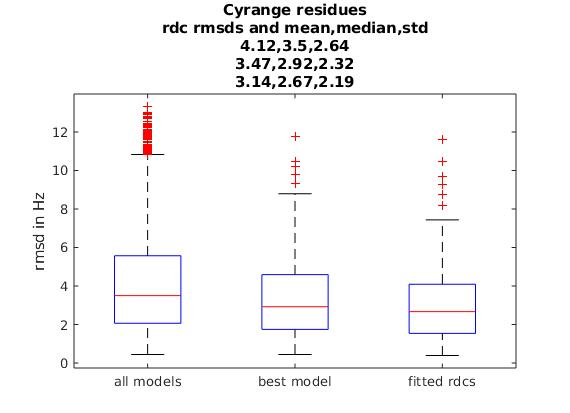 Cyrange residues
rdc rmsds and mean,median,std
4.12,3.5,2.64
3.47,2.92,2.32
3.14,2.67,2.19
12
10
8
6
4
2
0
rmsd in Hz
all models
best model
fitted rdcs